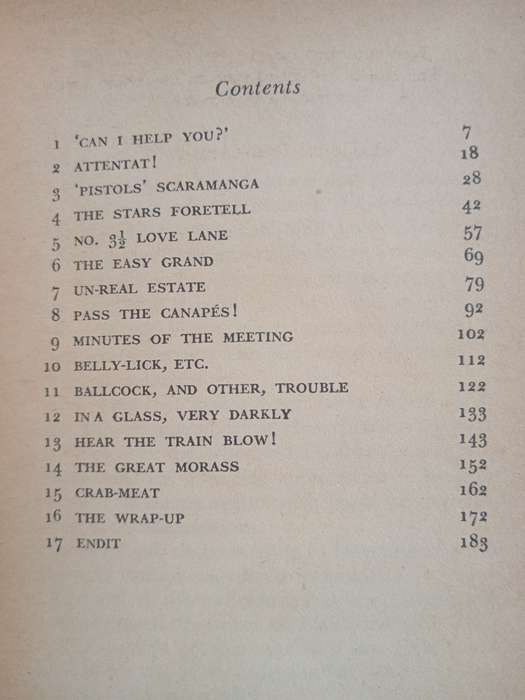 Contents
1 ‘CAN I HELP YOU?’ 7
2 ATTENTAT! 18
3 ‘PISTOLS’ SCARAMANGA 28
4 THE STARS FORETELL 42
5 NO. 3½ LOVE LANE 57
6 THE EASY GRAND 69
7 UN-REAL ESTATE 79
8 PASS THE CANAPÉS! 92
9 MINUTES OF THE MEETING 102
10 BELLY-LICK, ETC. 112
11 BALLCOCK, AND OTHER, TROUBLE 122
12 IN A GLASS, VERY DARKLY 133
13 HEAR THE TRAIN BLOW! 143
14 THE GREAT MORASS 152
15 CRAB-MEAT 162
16 THE WRAP-UP 172
17 ENDIT 183